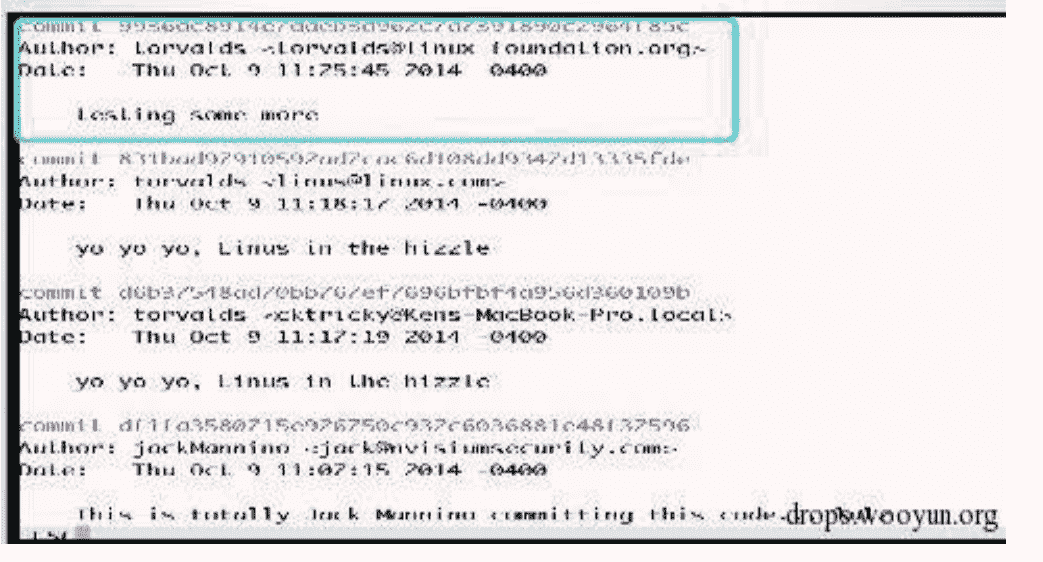 Author: torvalds <torvalds@linux-foundation.org>
Date: Thu Oct 9 11:25:45 2014 -0400
testing some more
commit
Author: torvalds <linus@linux.com>
Date: Thu Oct 9 11:18:17 2014 -0400
yo yo yo, Linus in the hizzle
commit
Author: torvalds <cktricky@Kens-MacBook-Pro.local>
Date: Thu Oct 9 11:17:19 2014 -0400
yo yo yo, Linus in the hizzle
commit
Author: jackMannino <jack@nvisiumsecurity.com>
Date: Thu Oct 9 11:07:15 2014 -0400
This is totally Jack Mannino committing this code.
drops.wooyun.org